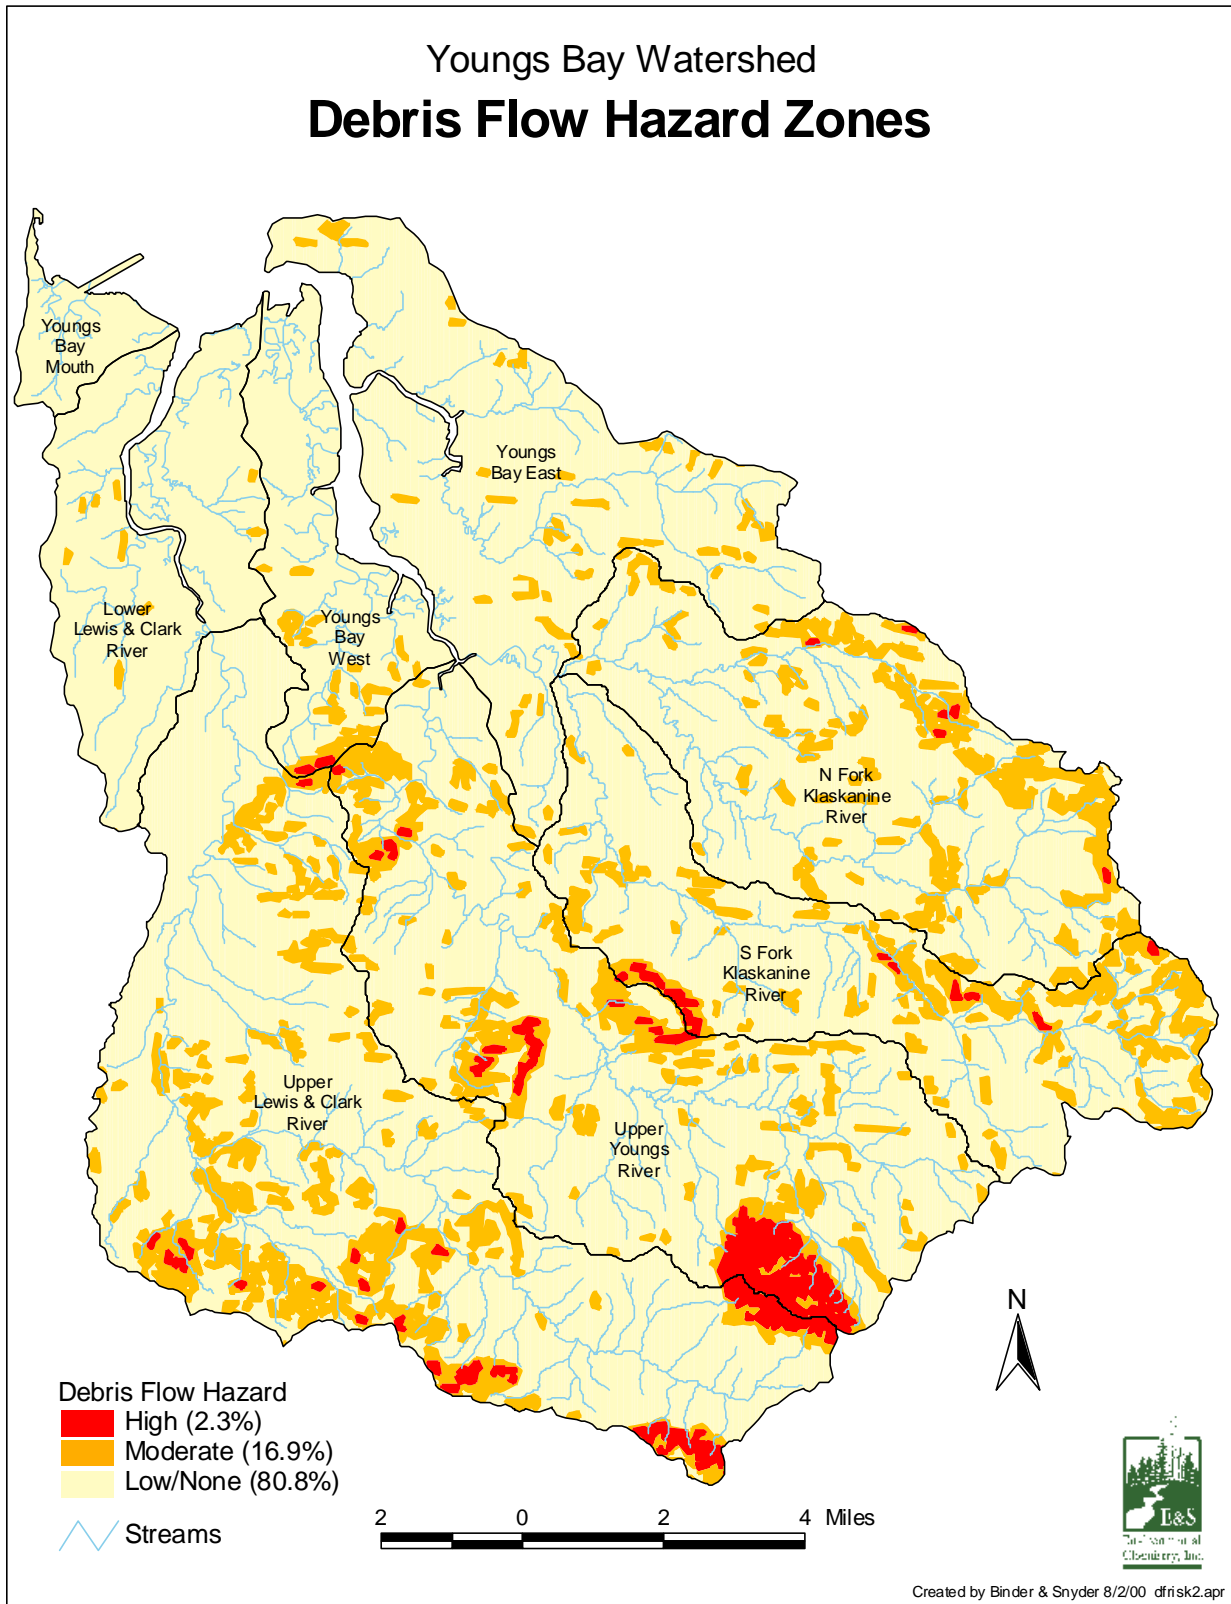 Youngs Bay Watershed
Debris Flow Hazard Zones
Youngs
Bay
Mouth
Youngs
Bay East
Lower
Lewis & Clark
River
Youngs
Bay
West
N Fork
Klaskanine
River
S Fork
Klaskanine
River
Upper
Lewis & Clark
River
Upper
Youngs
River
N
Debris Flow Hazard
High (2.3%)
Moderate (16.9%)
Low/None (80.8%)
Streams
2 0 2 4 Miles
E&S
Environmental
Chemistry, Inc.
Created by Binder & Snyder 8/2/00 dfrisk2.apr